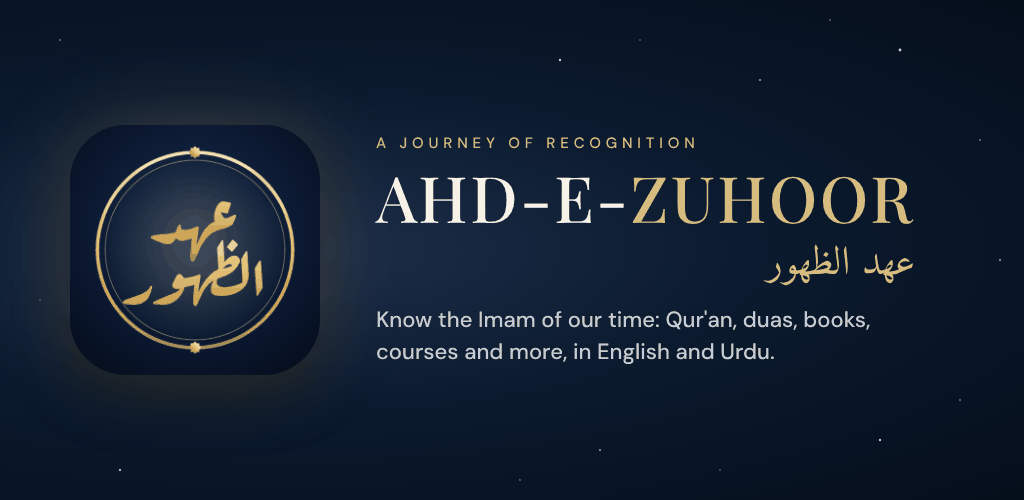 عهد
الظهور
A JOURNEY OF RECOGNITION
AHD-E-ZUHOOR
عهد الظهور
Know the Imam of our time: Qur'an, duas, books,
courses and more, in English and Urdu.